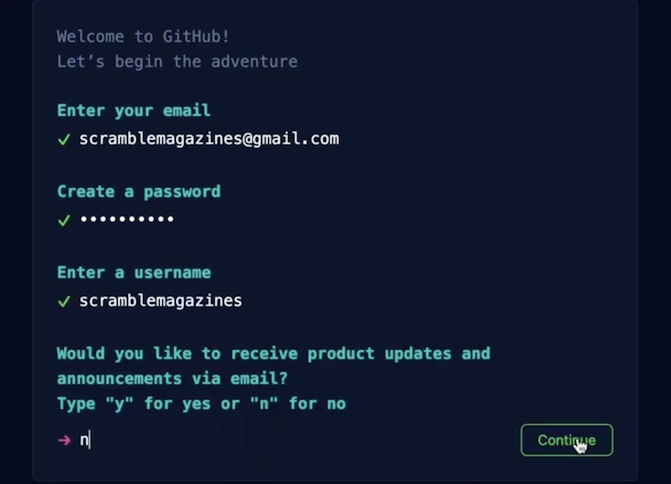 Welcome to GitHub!
Let’s begin the adventure
Enter your email
✓ scramblemagazines@gmail.com
Create a password
✓ ••••••••••
Enter a username
✓ scramblemagazines
Would you like to receive product updates and
announcements via email?
Type "y" for yes or "n" for no
→ n
Continue